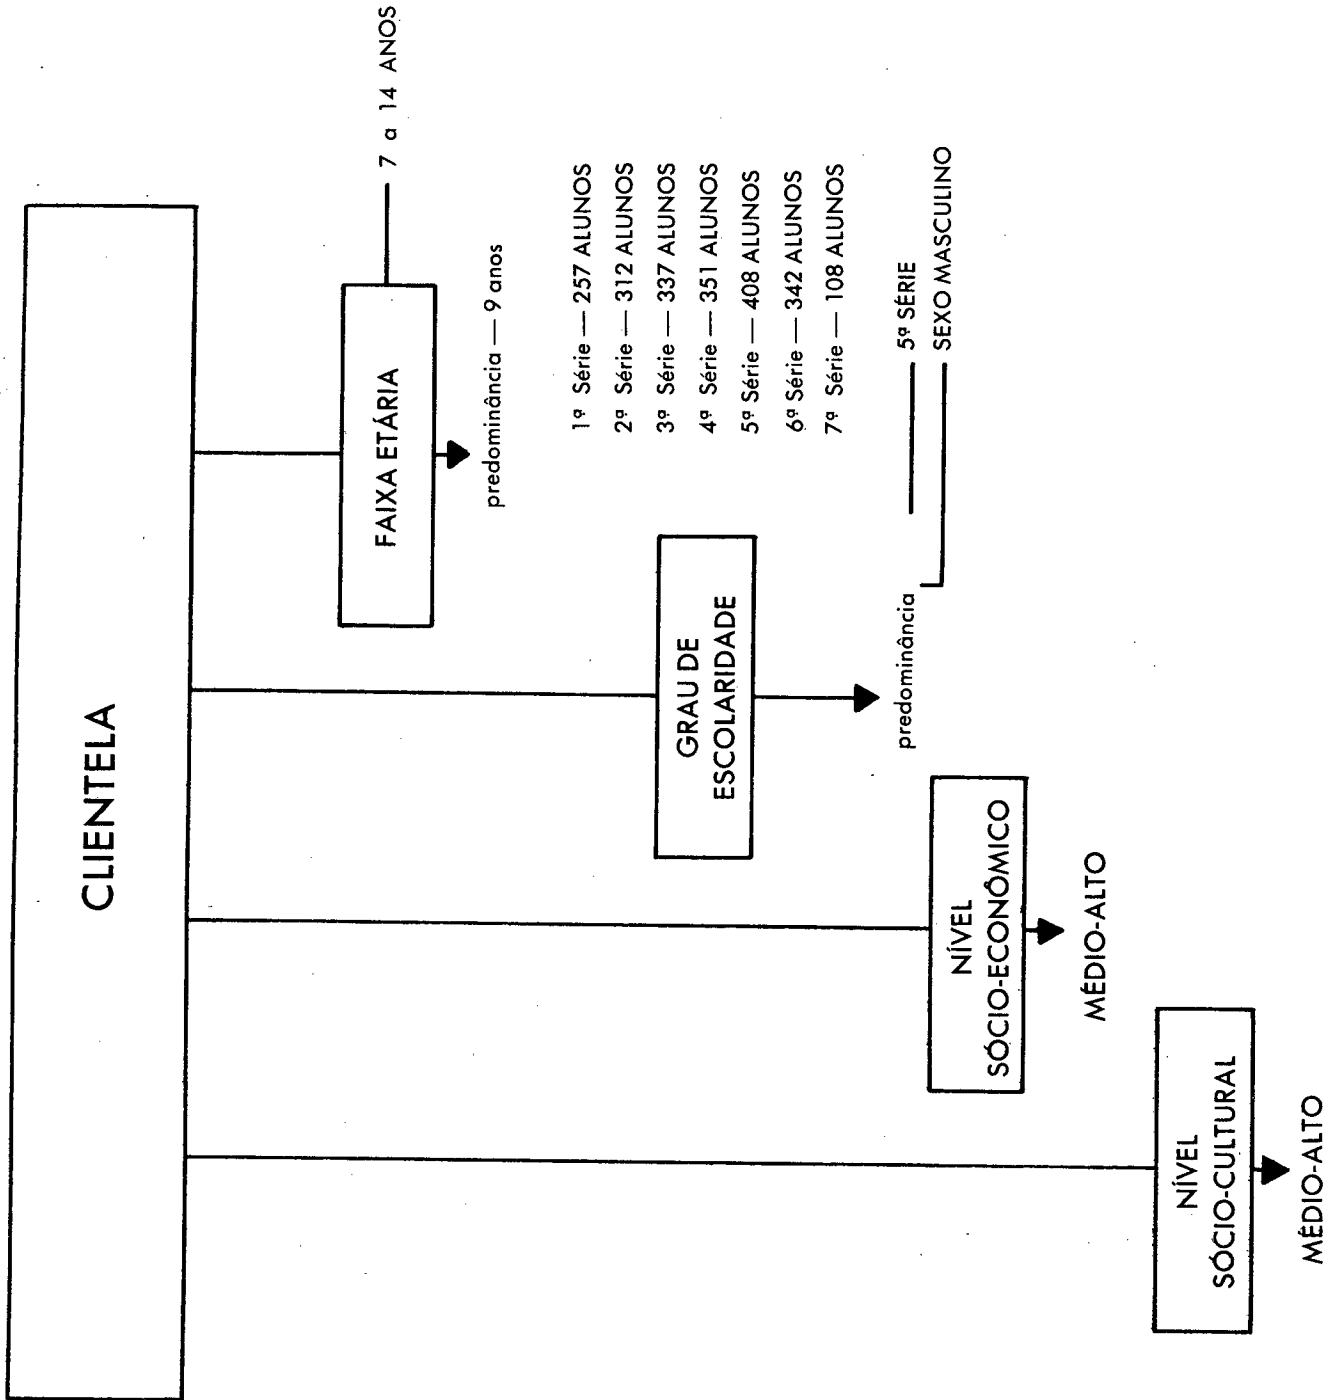 CLIENTELA
FAIXA ETÁRIA
7 a 14 ANOS
predominância — 9 anos
GRAU DE
ESCOLARIDADE
1ª Série — 257 ALUNOS
2ª Série — 312 ALUNOS
3ª Série — 337 ALUNOS
4ª Série — 351 ALUNOS
5ª Série — 408 ALUNOS
6ª Série — 342 ALUNOS
7ª Série — 108 ALUNOS
predominância
5ª SÉRIE
SEXO MASCULINO
NÍVEL
SÓCIO-ECONÔMICO
MÉDIO-ALTO
NÍVEL
SÓCIO-CULTURAL
MÉDIO-ALTO